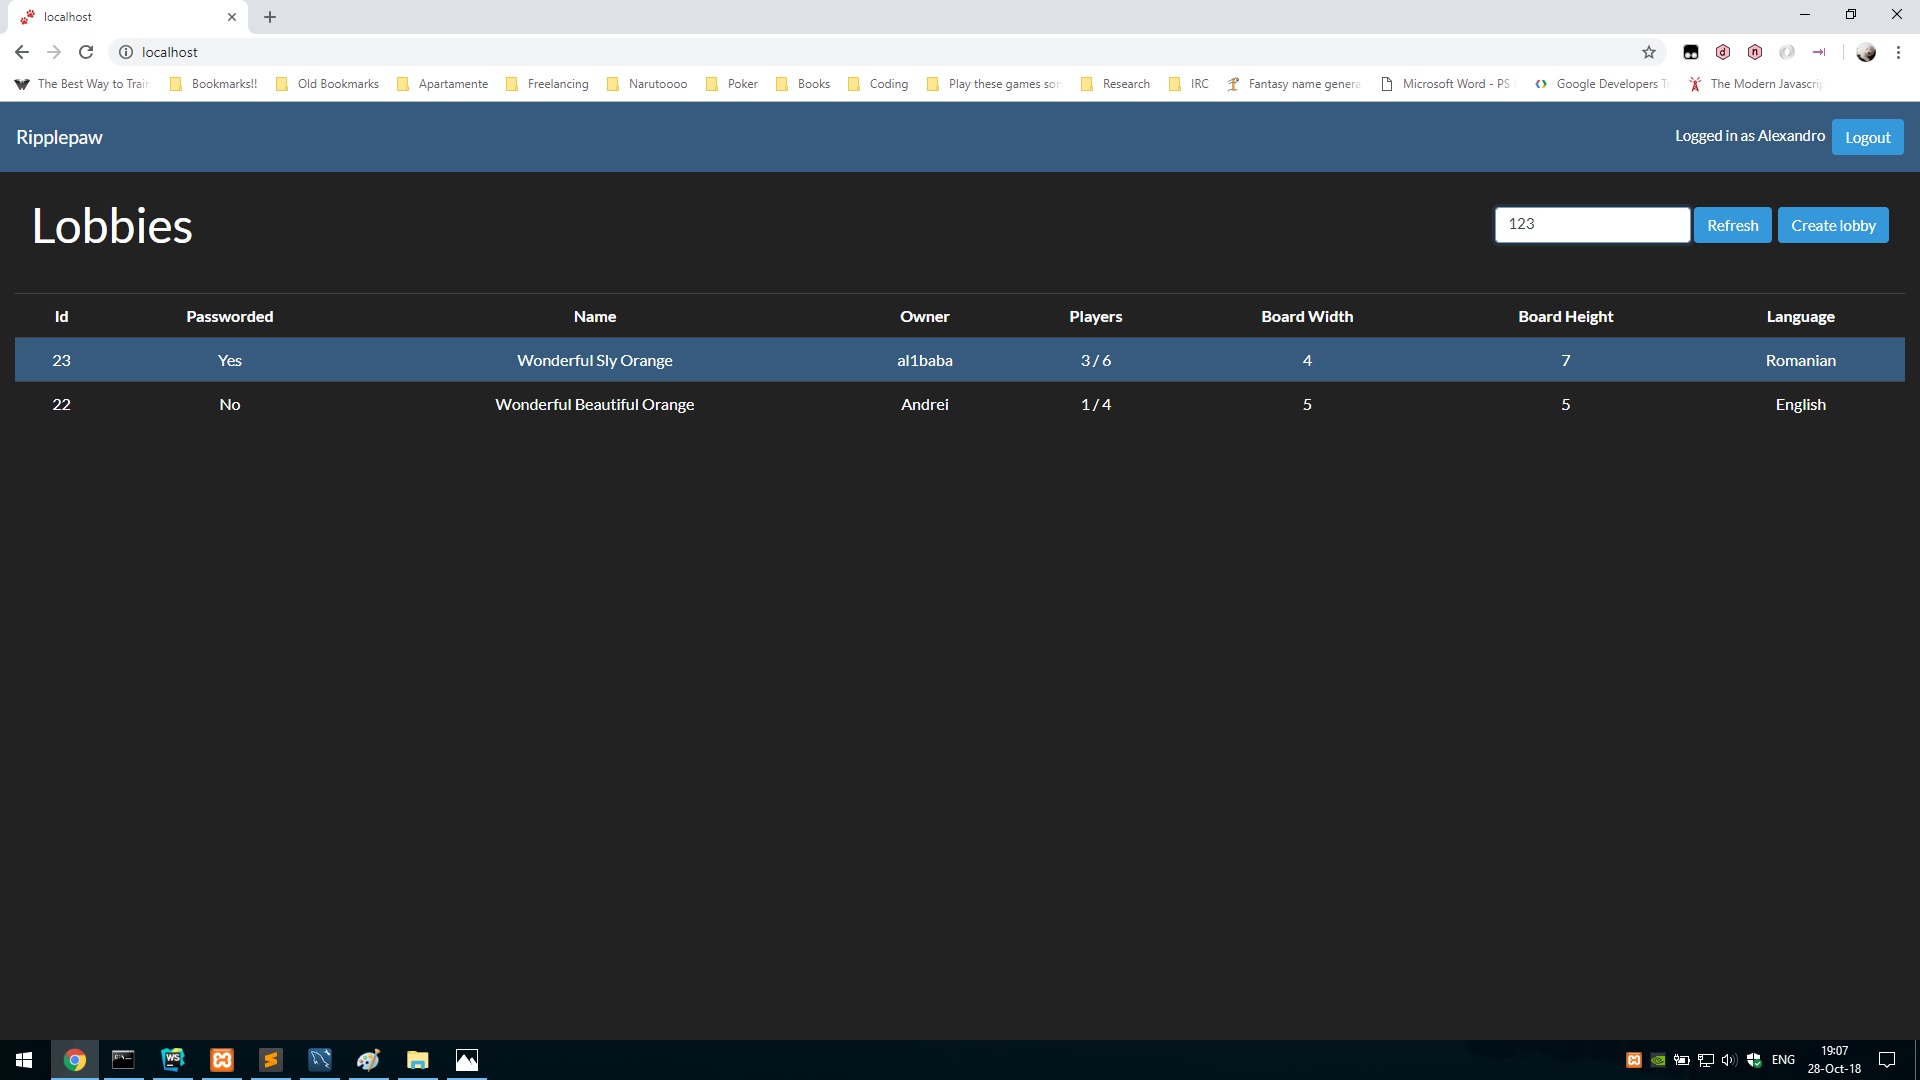 localhost
localhost
The Best Way to Train Bookmarks!! Old Bookmarks Apartamente Freelancing Narutoooo Poker Books Coding Play these games son Research IRC Fantasy name genera Microsoft Word - PS Google Developers T The Modern Javascrip
Ripplepaw Logged in as Alexandro Logout
Lobbies 123 Refresh Create lobby
Id Passworded Name Owner Players Board Width Board Height Language
23 Yes Wonderful Sly Orange al1baba 3 / 6 4 7 Romanian
22 No Wonderful Beautiful Orange Andrei 1 / 4 5 5 English
WS ENG 19:07
28-Oct-18